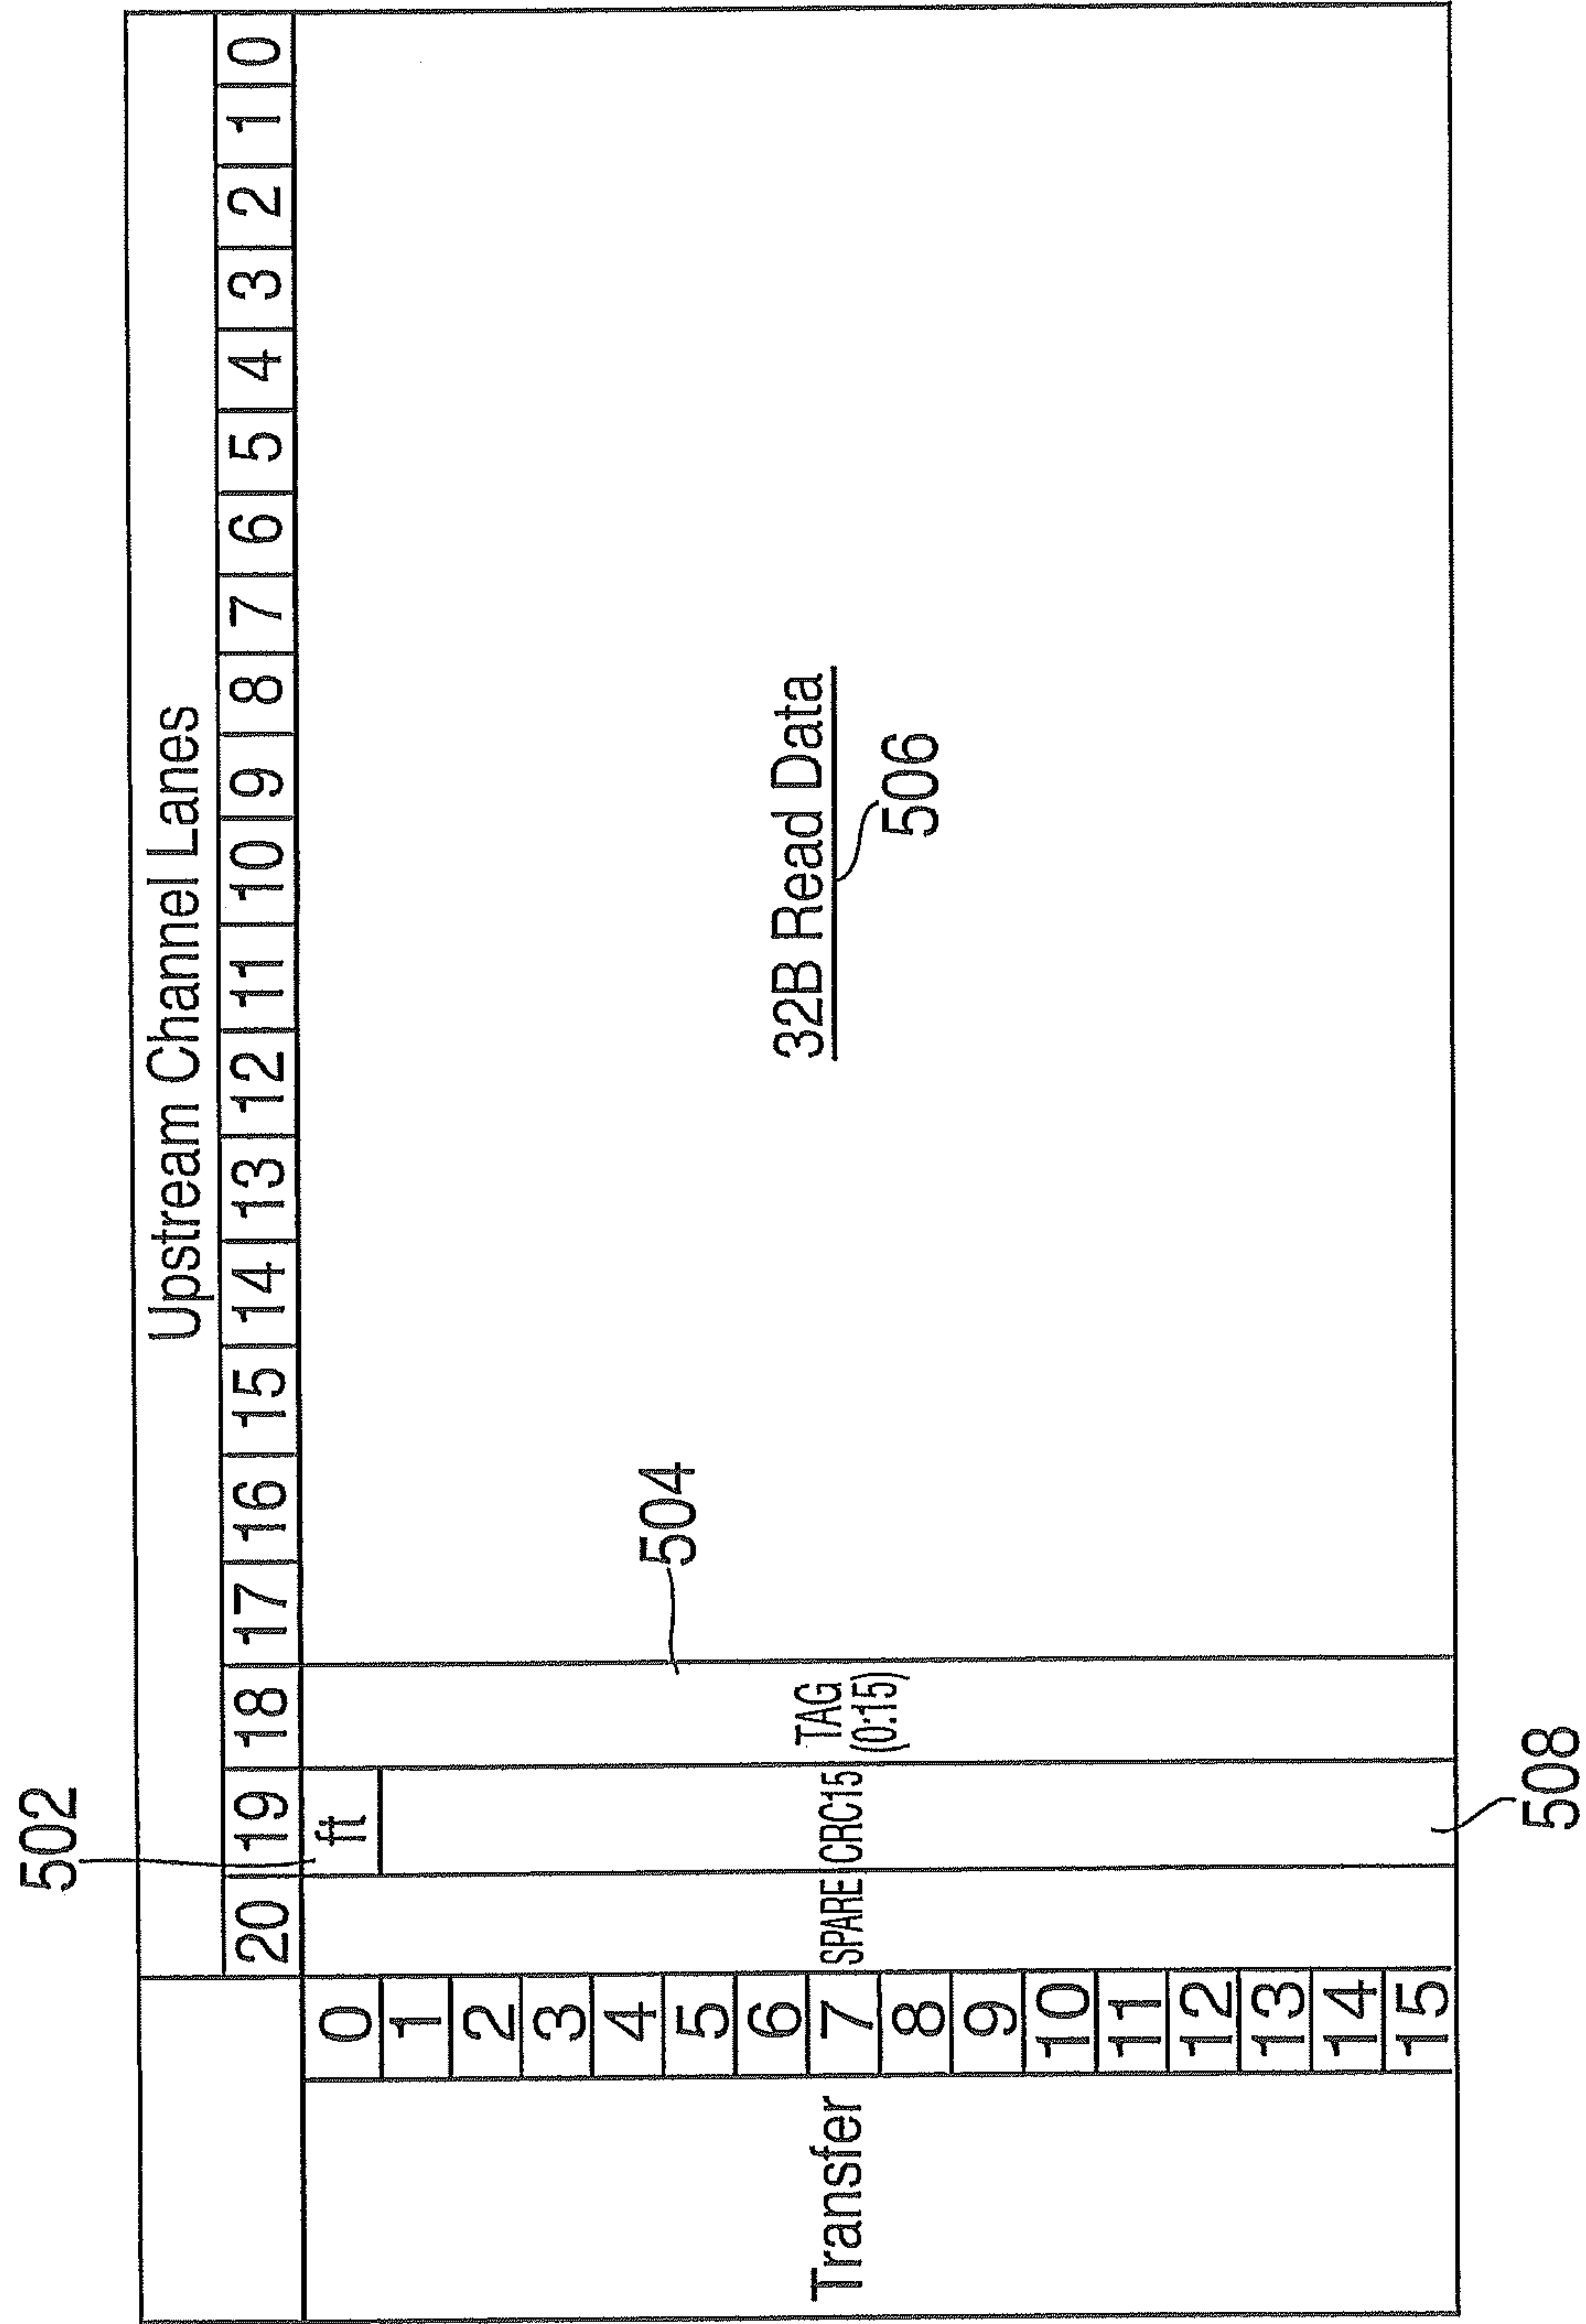 Upstream Channel Lanes
20 19 18 17 16 15 14 13 12 11 10 9 8 7 6 5 4 3 2 1 0
502
Transfer
0
1
2
3
4
5
6
7
8
9
10
11
12
13
14
15
ft
SPARE
CRC15
TAG
(0:15)
504
32B Read Data
506
508